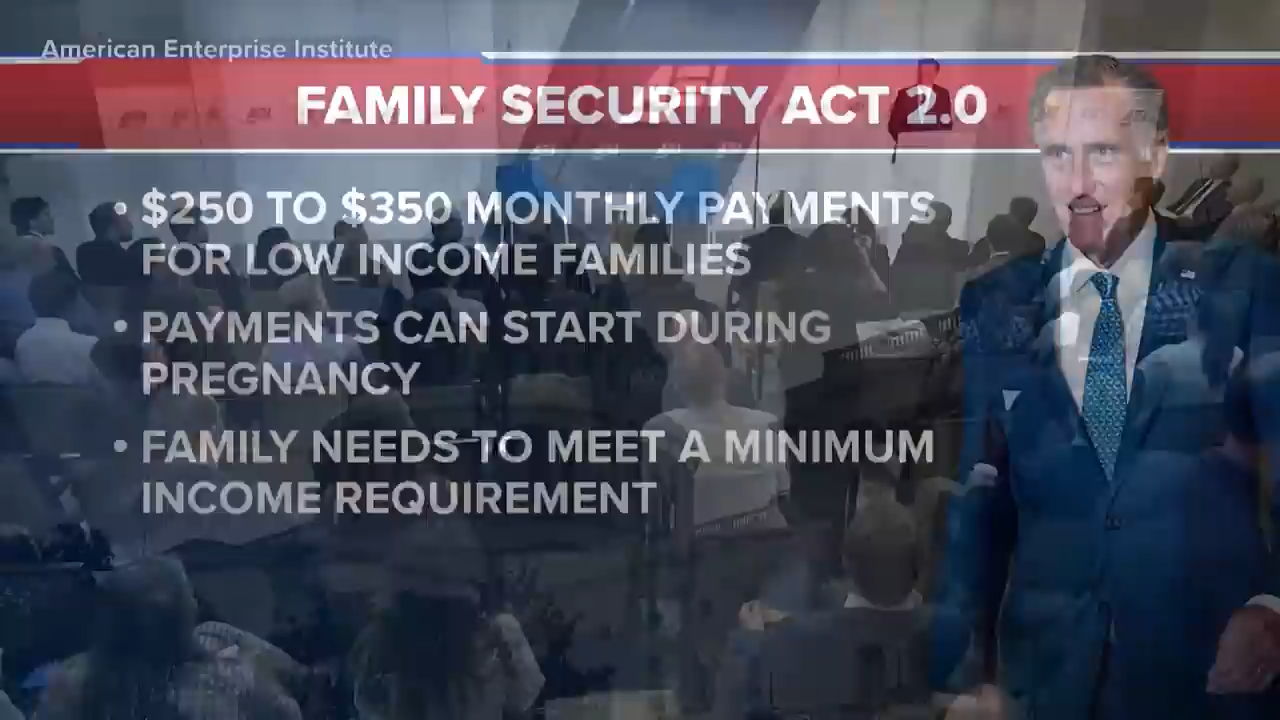 American Enterprise Institute
FAMILY SECURITY ACT 2.0
• $250 TO $350 MONTHLY PAYMENTS
FOR LOW INCOME FAMILIES
• PAYMENTS CAN START DURING
PREGNANCY
• FAMILY NEEDS TO MEET A MINIMUM
INCOME REQUIREMENT